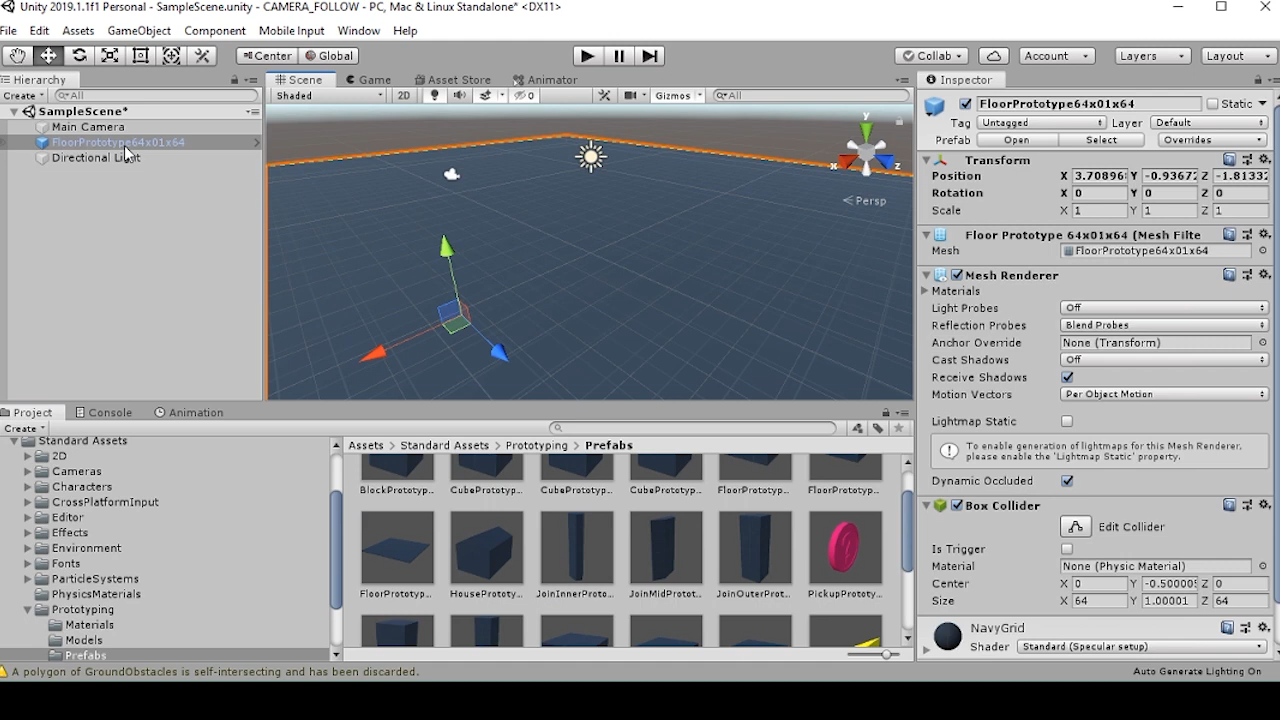 Unity 2019.1.1f1 Personal - SampleScene.unity - CAMERA_FOLLOW - PC, Mac & Linux Standalone* <DX11>
File Edit Assets GameObject Component Mobile Input Window Help
Center Global Collab Account Layers Layout
Hierarchy
Create All
SampleScene*
Main Camera
FloorPrototype64x01x64
Directional Light
Scene Game Asset Store Animator
Shaded 2D 0 Gizmos All
y
x z
< Persp
Inspector
FloorPrototype64x01x64 Static
Tag Untagged Layer Default
Prefab Open Select Overrides
Transform
Position X 3.70896 Y -0.93672 Z -1.81332
Rotation X 0 Y 0 Z 0
Scale X 1 Y 1 Z 1
Floor Prototype 64x01x64 (Mesh Filte
Mesh FloorPrototype64x01x64
Mesh Renderer
Materials
Light Probes Off
Reflection Probes Blend Probes
Anchor Override None (Transform)
Cast Shadows Off
Receive Shadows
Motion Vectors Per Object Motion
Lightmap Static
To enable generation of lightmaps for this Mesh Renderer, please enable the 'Lightmap Static' property.
Dynamic Occluded
Box Collider
Edit Collider
Is Trigger
Material None (Physic Material)
Center X 0 Y -0.50000 Z 0
Size X 64 Y 1.00001 Z 64
NavyGrid
Shader Standard (Specular setup)
Project Console Animation
Create
Standard Assets
2D
Cameras
Characters
CrossPlatformInput
Editor
Effects
Environment
Fonts
ParticleSystems
PhysicsMaterials
Prototyping
Materials
Models
Prefabs
Assets > Standard Assets > Prototyping > Prefabs
BlockPrototyp... CubePrototyp... CubePrototyp... CubePrototyp... FloorPrototyp... FloorPrototyp...
FloorPrototyp... HousePrototyp... JoinInnerProto... JoinMidProtot... JoinOuterProt... PickupPrototy...
A polygon of GroundObstacles is self-intersecting and has been discarded.
Auto Generate Lighting On